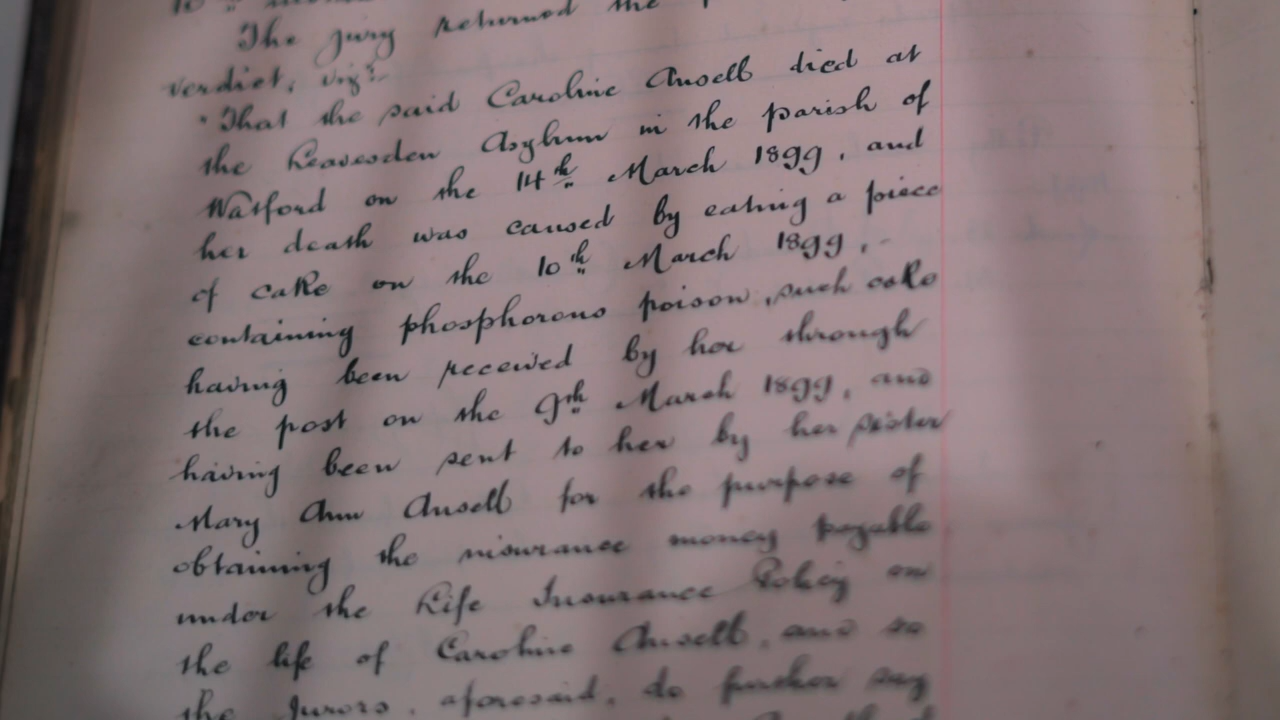 The jury returned the
verdict, viz:-
"That the said Caroline Ansell died at
the Leavesden Asylum in the parish of
Watford on the 14th March 1899, and
her death was caused by eating a piece
of cake on the 10th March 1899, -
containing phosphorous poison, such cake
having been received by her through
the post on the 9th March 1899, and
having been sent to her by her sister
Mary Ann Ansell for the purpose of
obtaining the insurance money payable
under the Life Insurance Policy on
the life of Caroline Ansell, and so
the Jurors, aforesaid, do further say